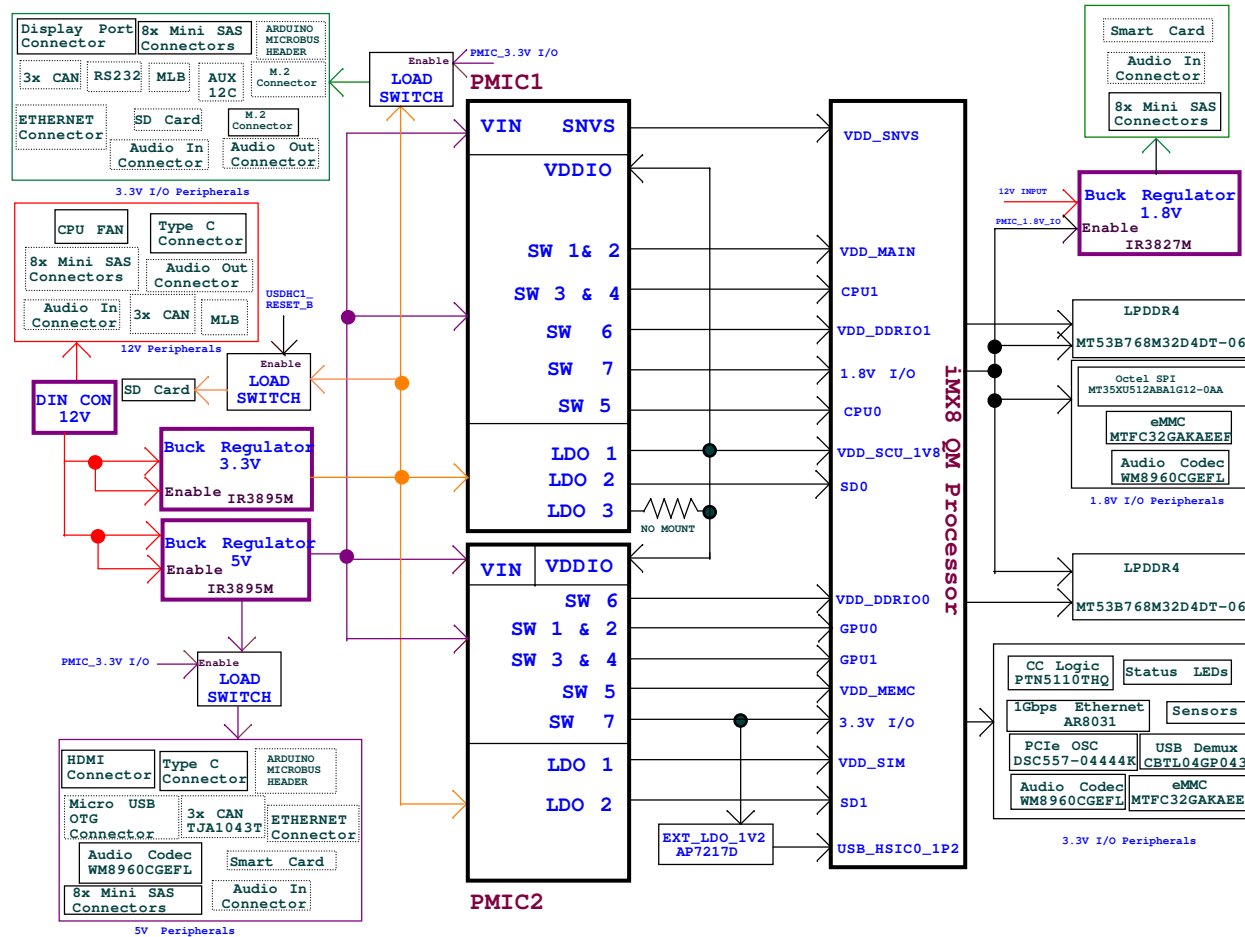 Display Port
Connector
8x Mini SAS
Connectors
ARDUINO
MICROBUS
HEADER
3x CAN
RS232
MLB
AUX
12C
M.2
Connector
ETHERNET
Connector
SD Card
M.2
Connector
Audio In
Connector
Audio Out
Connector
3.3V I/O Peripherals
PMIC_3.3V I/O
Enable
LOAD
SWITCH
CPU FAN
Type C
Connector
8x Mini SAS
Connectors
Audio Out
Connector
Audio In
Connector
3x CAN
MLB
12V Peripherals
USDHC1_
RESET_B
Enable
LOAD
SWITCH
SD Card
DIN CON
12V
Buck Regulator
3.3V
Enable
IR3895M
Buck Regulator
5V
Enable
IR3895M
PMIC_3.3V I/O
Enable
LOAD
SWITCH
HDMI
Connector
Type C
Connector
ARDUINO
MICROBUS
HEADER
Micro USB
OTG
Connector
3x CAN
TJA1043T
ETHERNET
Connector
Audio Codec
WM8960CGEFL
Smart Card
8x Mini SAS
Connectors
Audio In
Connector
5V Peripherals
PMIC1
VIN
SNVS
VDDIO
SW 1& 2
SW 3 & 4
SW 6
SW 7
SW 5
LDO 1
LDO 2
LDO 3
NO MOUNT
VIN
VDDIO
SW 6
SW 1 & 2
SW 3 & 4
SW 5
SW 7
LDO 1
LDO 2
PMIC2
EXT_LDO_1V2
AP7217D
VDD_SNVS
VDD_MAIN
CPU1
VDD_DDRIO1
1.8V I/O
CPU0
VDD_SCU_1V8
SD0
VDD_DDRIO0
GPU0
GPU1
VDD_MEMC
3.3V I/O
VDD_SIM
SD1
USB_HSIC0_1P2
iMX8 QM Processor
Smart Card
Audio In
Connector
8x Mini SAS
Connectors
12V INPUT
PMIC_1.8V_IO
Buck Regulator
1.8V
Enable
IR3827M
LPDDR4
MT53B768M32D4DT-06
Octel SPI
MT35XU512ABA1G12-0AA
eMMC
MTFC32GAKAEEF
Audio Codec
WM8960CGEFL
1.8V I/O Peripherals
LPDDR4
MT53B768M32D4DT-06
CC Logic
PTN5110THQ
Status LEDs
1Gbps Ethernet
AR8031
Sensors
PCIe OSC
DSC557-04444K
USB Demux
CBTL04GP043
Audio Codec
WM8960CGEFL
eMMC
MTFC32GAKAEE
3.3V I/O Peripherals